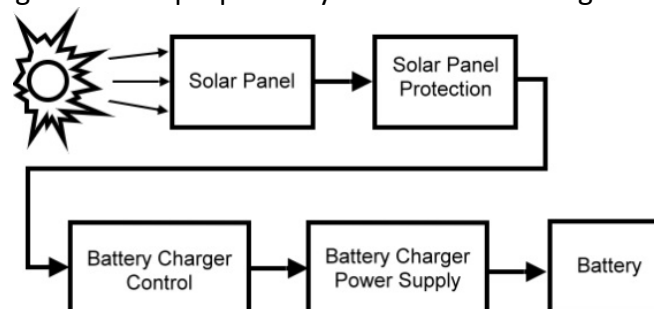 Solar Panel
Solar Panel
Protection
Battery Charger
Control
Battery Charger
Power Supply
Battery